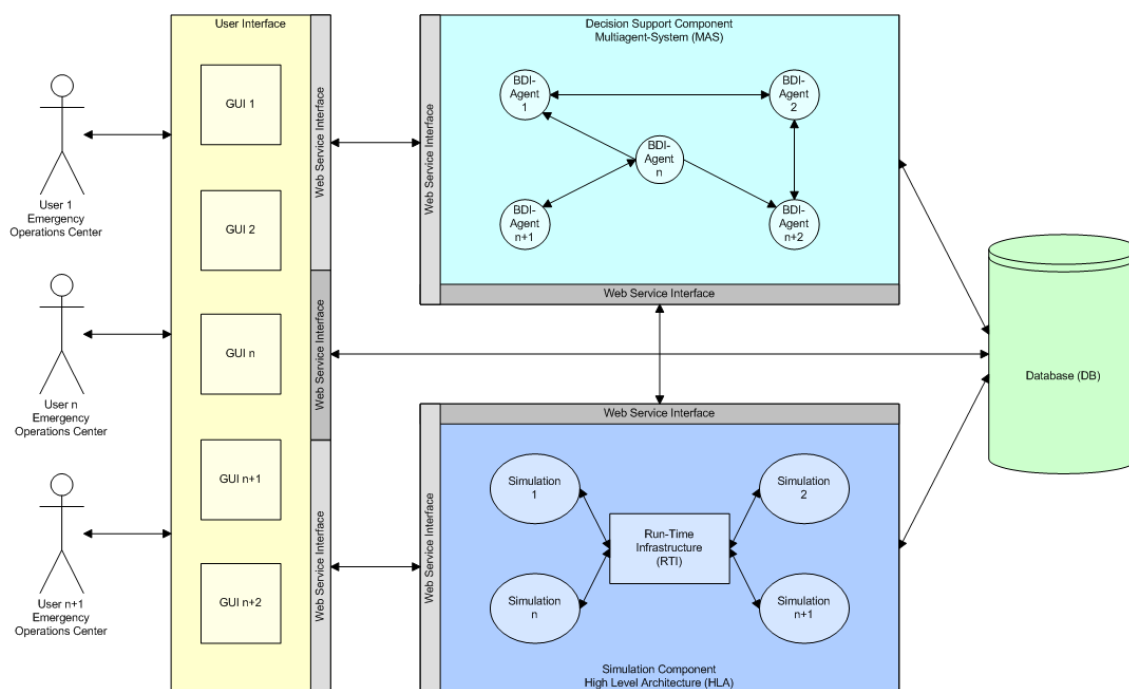 User Interface
GUI 1
GUI 2
GUI n
GUI n+1
GUI n+2
User 1
Emergency
Operations Center
User n
Emergency
Operations Center
User n+1
Emergency
Operations Center
Web Service Interface
Web Service Interface
Web Service Interface
Decision Support Component
Multiagent-System (MAS)
Web Service Interface
BDI-
Agent
1
BDI-
Agent
2
BDI-
Agent
n
BDI-
Agent
n+1
BDI-
Agent
n+2
Web Service Interface
Web Service Interface
Web Service Interface
Simulation
1
Simulation
2
Run-Time
Infrastructure
(RTI)
Simulation
n
Simulation
n+1
Simulation Component
High Level Architecture (HLA)
Database (DB)